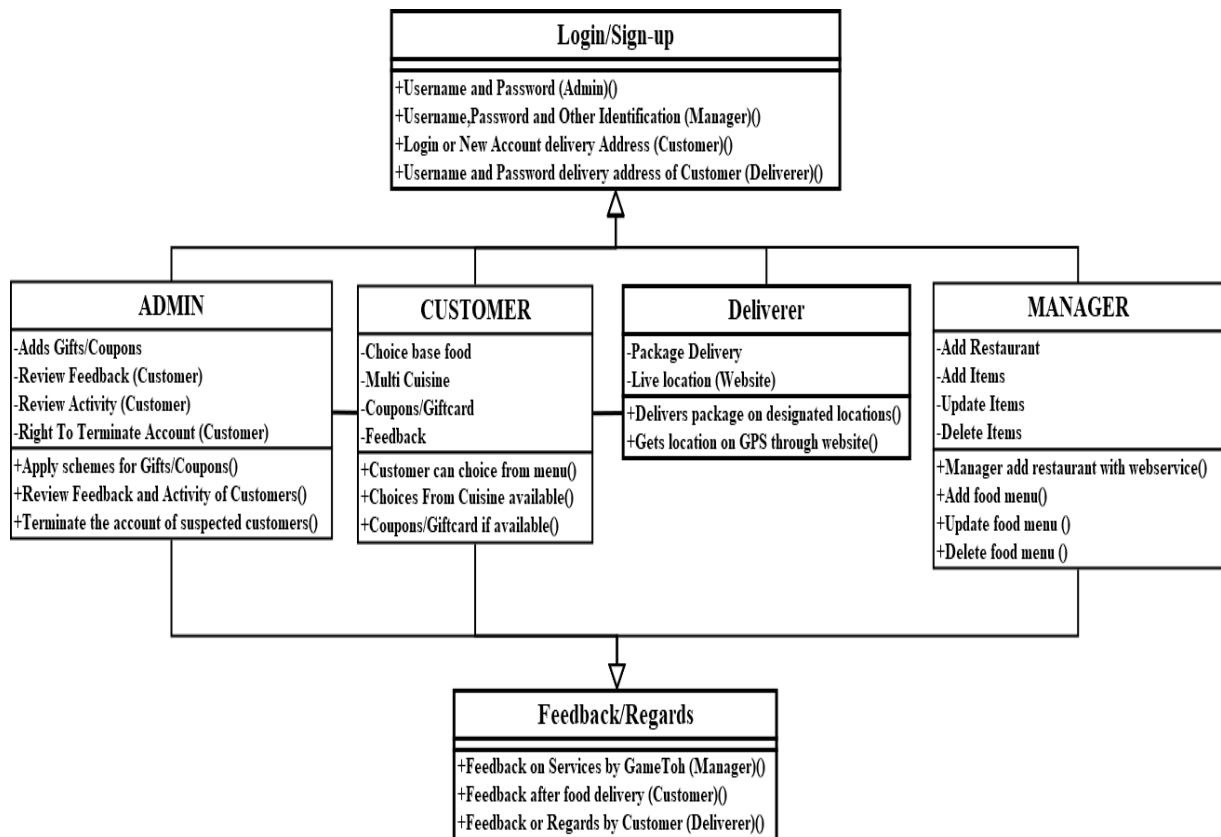 Login/Sign-up
+Username and Password (Admin)()
+Username,Password and Other Identification (Manager)()
+Login or New Account delivery Address (Customer)()
+Username and Password delivery address of Customer (Deliverer)()
ADMIN
-Adds Gifts/Coupons
-Review Feedback (Customer)
-Review Activity (Customer)
-Right To Terminate Account (Customer)
+Apply schemes for Gifts/Coupons()
+Review Feedback and Activity of Customers()
+Terminate the account of suspected customers()
CUSTOMER
-Choice base food
-Multi Cuisine
-Coupons/Giftcard
-Feedback
+Customer can choice from menu()
+Choices From Cuisine available()
+Coupons/Giftcard if available()
Deliverer
-Package Delivery
-Live location (Website)
+Delivers package on designated locations()
+Gets location on GPS through website()
MANAGER
-Add Restaurant
-Add Items
-Update Items
-Delete Items
+Manager add restaurant with webservice()
+Add food menu()
+Update food menu ()
+Delete food menu ()
Feedback/Regards
+Feedback on Services by GameToh (Manager)()
+Feedback after food delivery (Customer)()
+Feedback or Regards by Customer (Deliverer)()